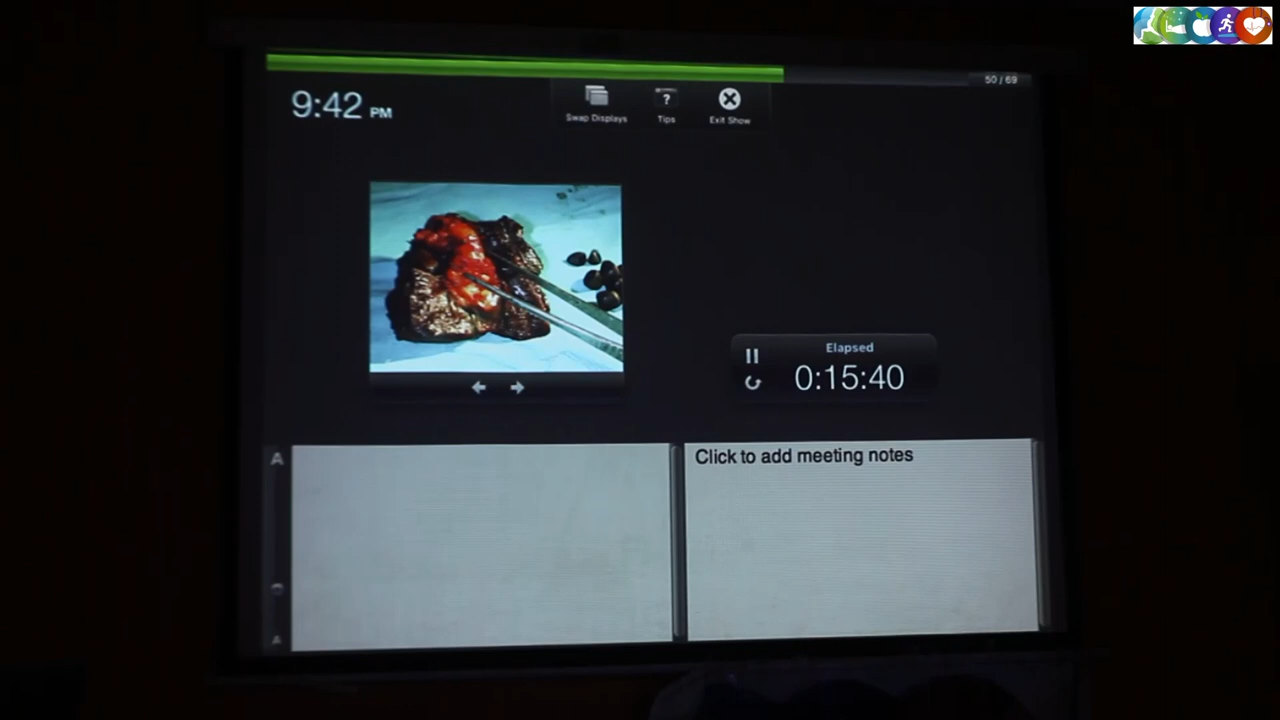 50 / 69
9:42 PM
Swap Displays
?
Tips
Exit Show
Elapsed
0:15:40
A
Click to add meeting notes
A